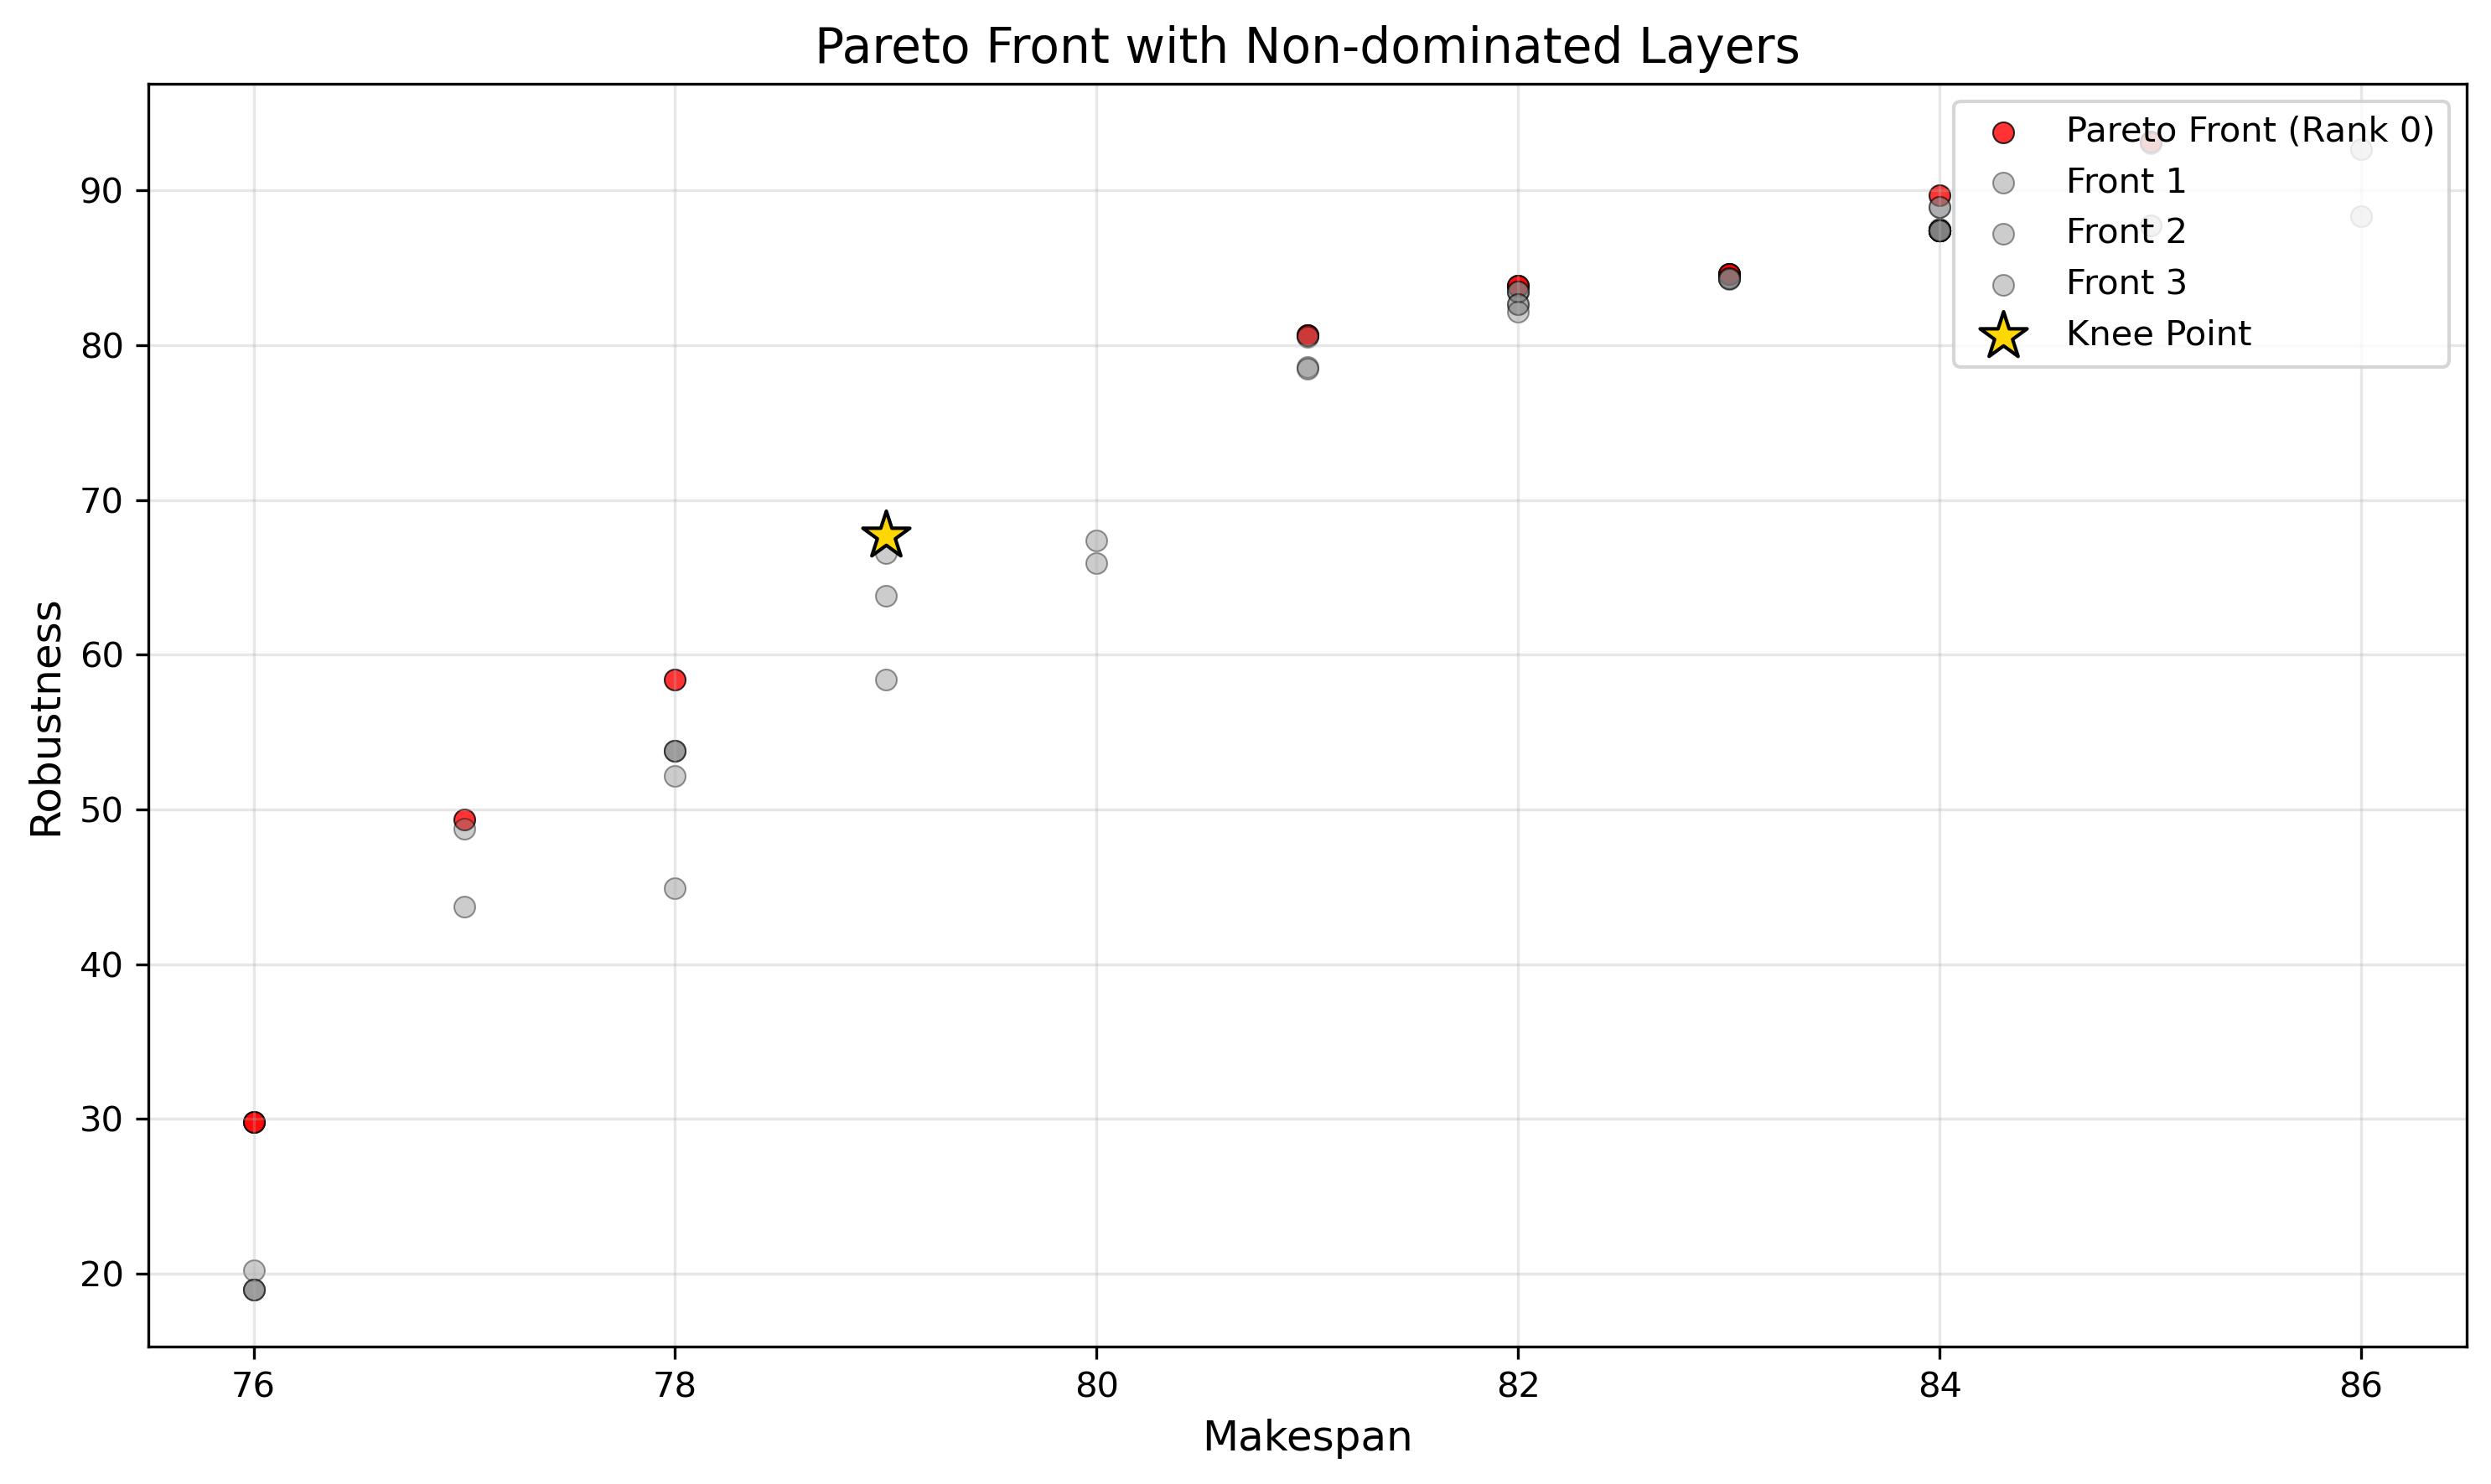 Pareto Front with Non-dominated Layers
Pareto Front (Rank 0)
Front 1
Front 2
Front 3
Knee Point
Robustness
90
80
70
60
50
40
30
20
76 78 80 82 84 86
Makespan